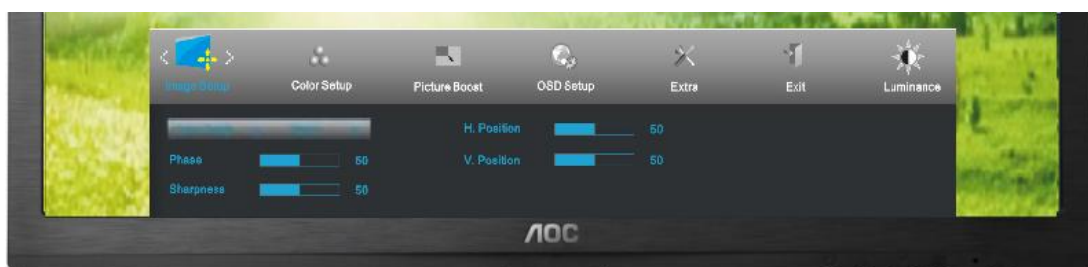 Image Setup
Color Setup
Picture Boost
OSD Setup
Extra
Exit
Luminance
H. Position 50
Phase 50
V. Position 50
Sharpness 50
AOC